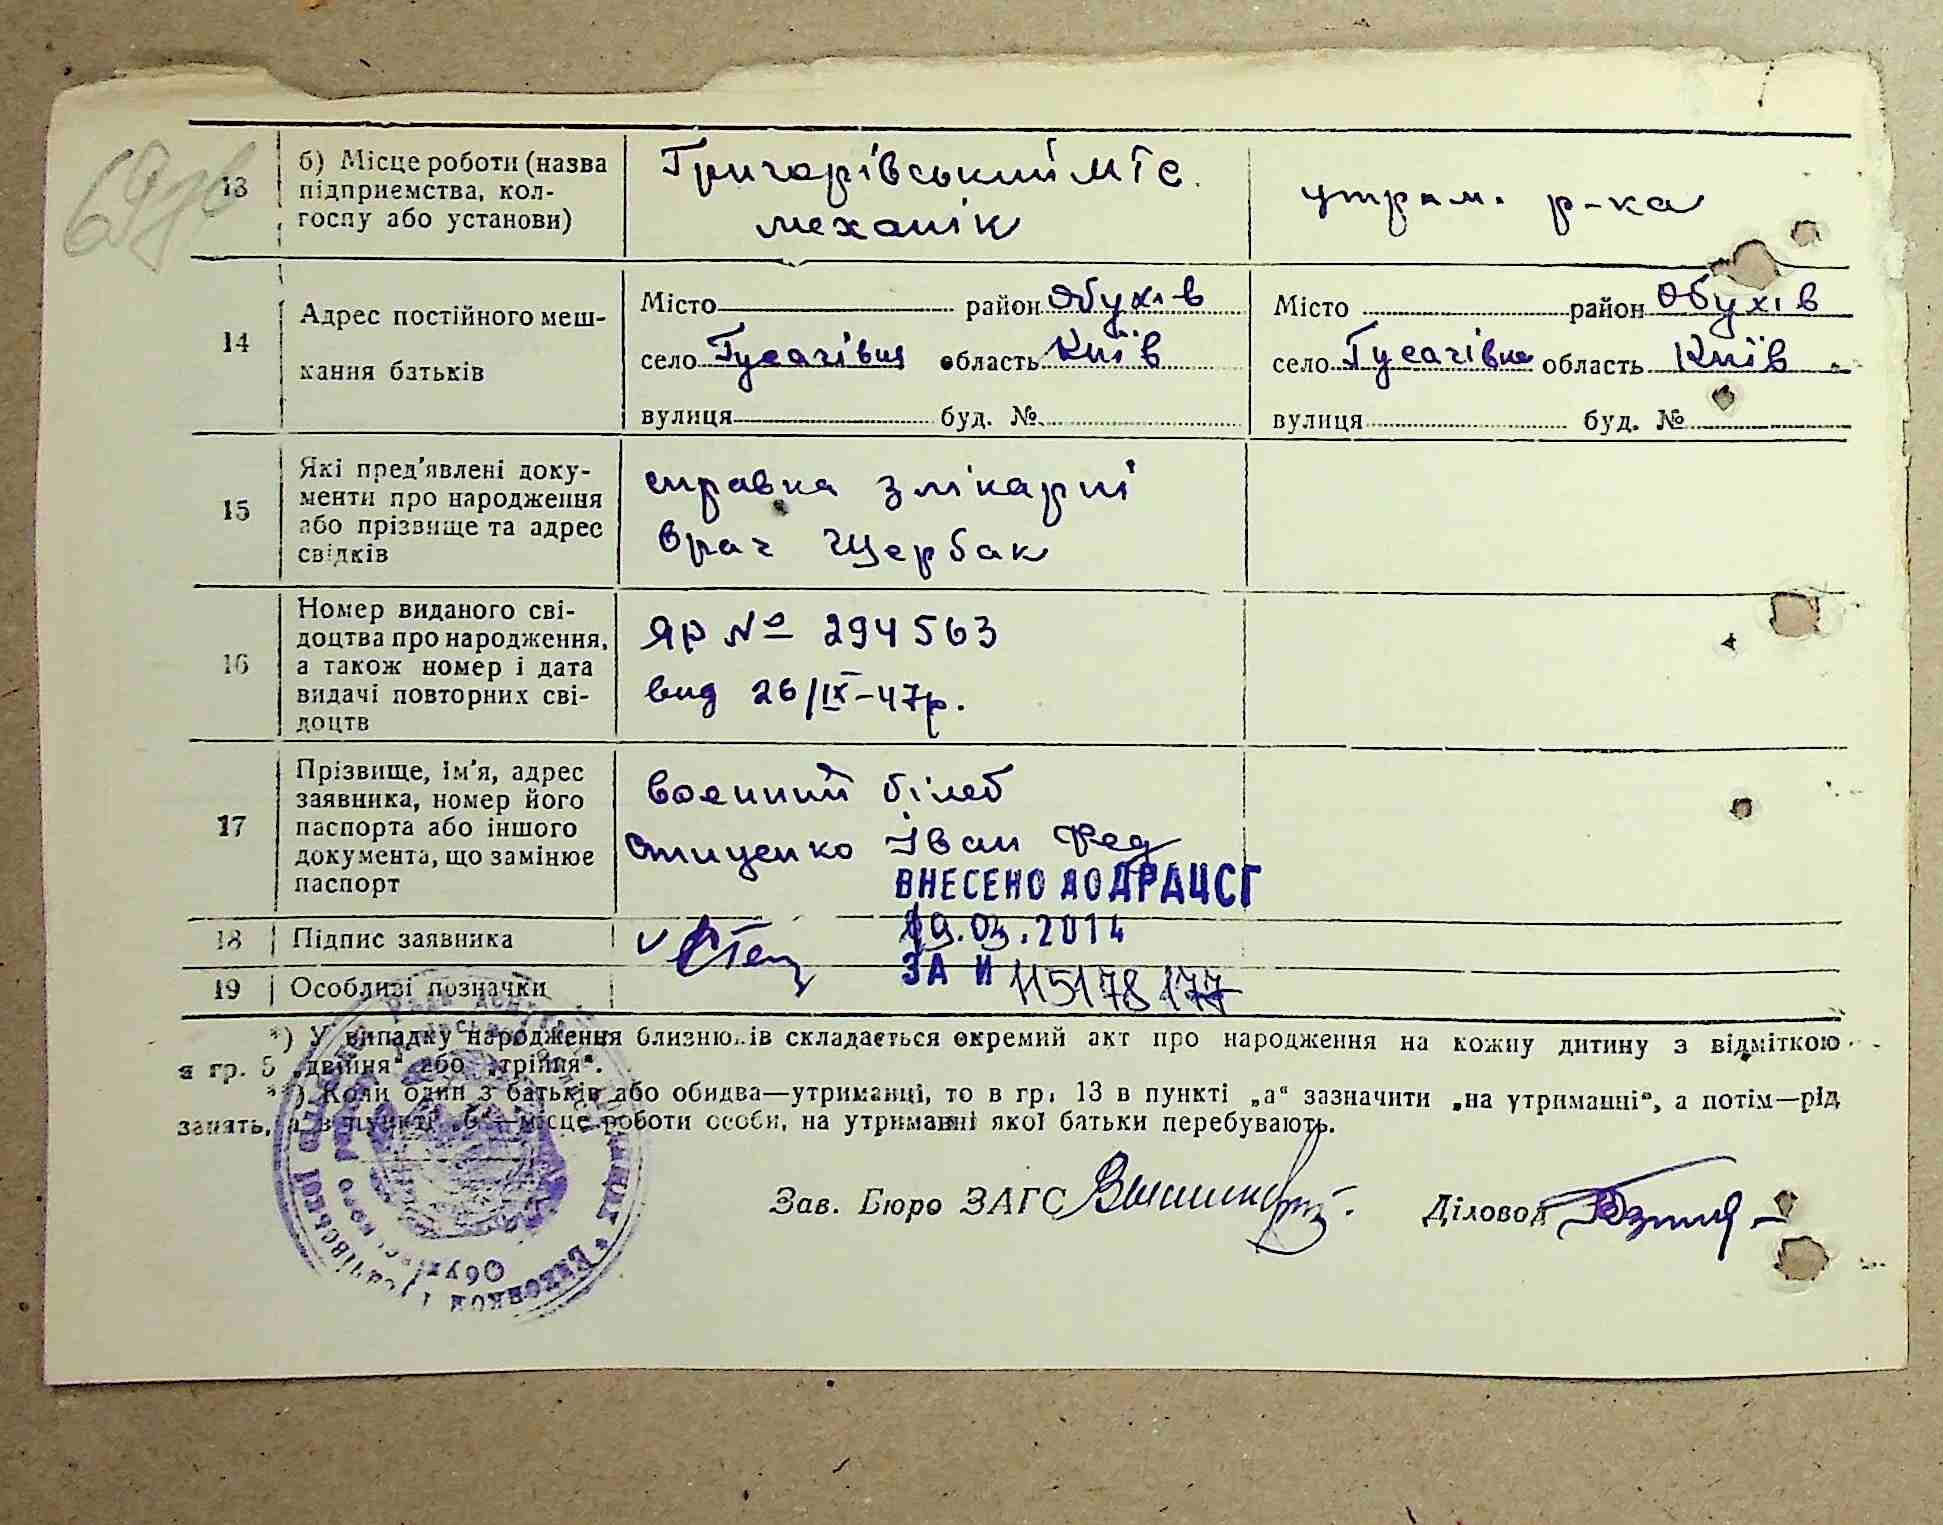 13 б) Місце роботи (назва підприємства, колгоспу або установи)
Григорівський МТС.
механік
утрим. р-ка
14 Адрес постійного меш-
кання батьків
Місто район Обухів
село Гусачівка область Київ
вулиця буд. №
Місто район Обухів
село Гусачівка область Київ
вулиця буд. №
15 Які пред'явлені доку-
менти про народження
або прізвище та адрес
свідків
справка з лікарні
врач Щербак
16 Номер виданого сві-
доцтва про народження,
а також номер і дата
видачі повторних сві-
доцтв
ЯР № 294563
вид 26/ІХ-47р.
17 Прізвище, ім'я, адрес
заявника, номер його
паспорта або іншого
документа, що замінює
паспорт
воєнний білет
Іван Фед
ВНЕСЕНО ДО ДРАЦСГ
18 Підпис заявника
19.03.2014
19 Особливі позначки
ЗА № 115178177
*) У випадку народження близнюків складається окремий акт про народження на кожну дитину з відміткою
в гр. 5 „двійня“ або „трійня“.
**) Коли один з батьків або обидва—утриманці, то в гр. 13 в пункті „а“ зазначити „на утриманні“, а потім—рід
занять, а в пункті „б“—місце роботи особи, на утриманні якої батьки перебувають.
Зав. Бюро ЗАГС
Діловод